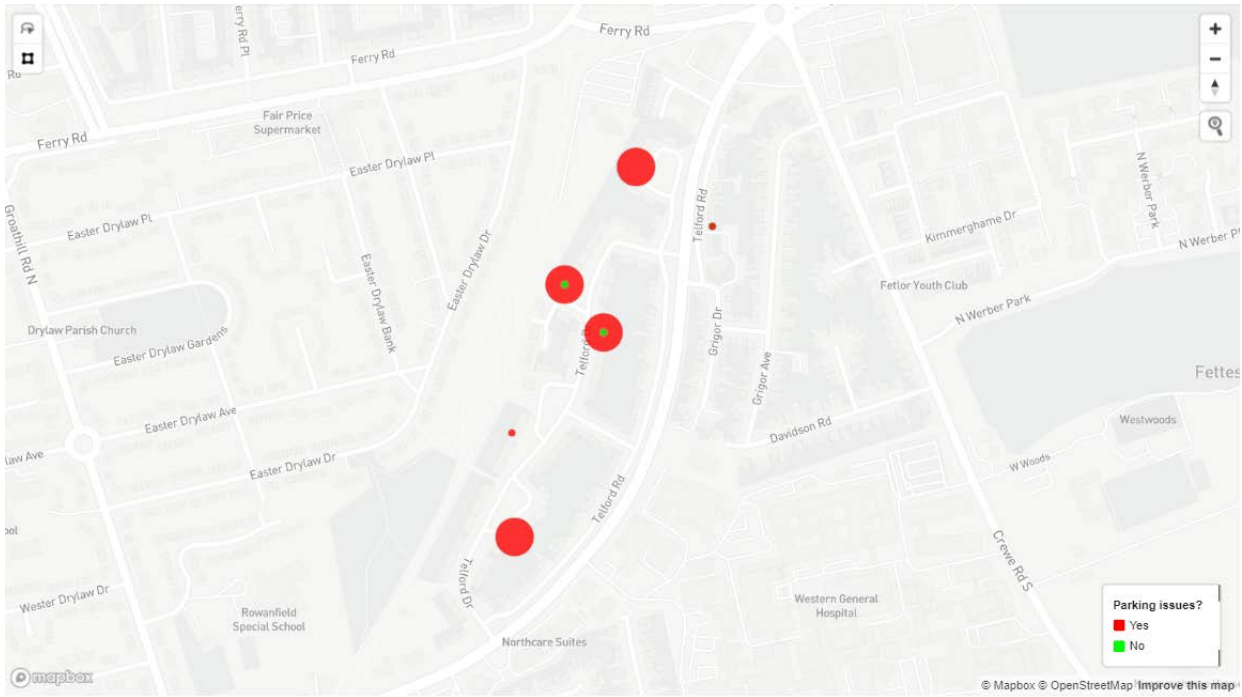 Ferry Rd
Ferry Rd Pl
Ferry Rd
Fair Price
Supermarket
Ferry Rd
Easter Drylaw Pl
Easter Drylaw Pl
Groathill Rd N
Easter Drylaw Dr
Telford Rd
Kimmerghame Dr
N Werber Park
N Werber
Fetlor Youth Club
N Werber Park
Drylaw Parish Church
Easter Drylaw Gardens
Easter Drylaw Bank
Telford Dr
Grigor Dr
Grigor Ave
Fettes
Easter Drylaw Ave
Westwoods
Davidson Rd
law Ave
Easter Drylaw Dr
W Woods
Telford Rd
Crewe Rd S
Telford Dr
Wester Drylaw Dr
Rowanfield
Special School
Western General
Hospital
Northcare Suites
Parking issues?
Yes
No
mapbox
© Mapbox © OpenStreetMap Improve this map